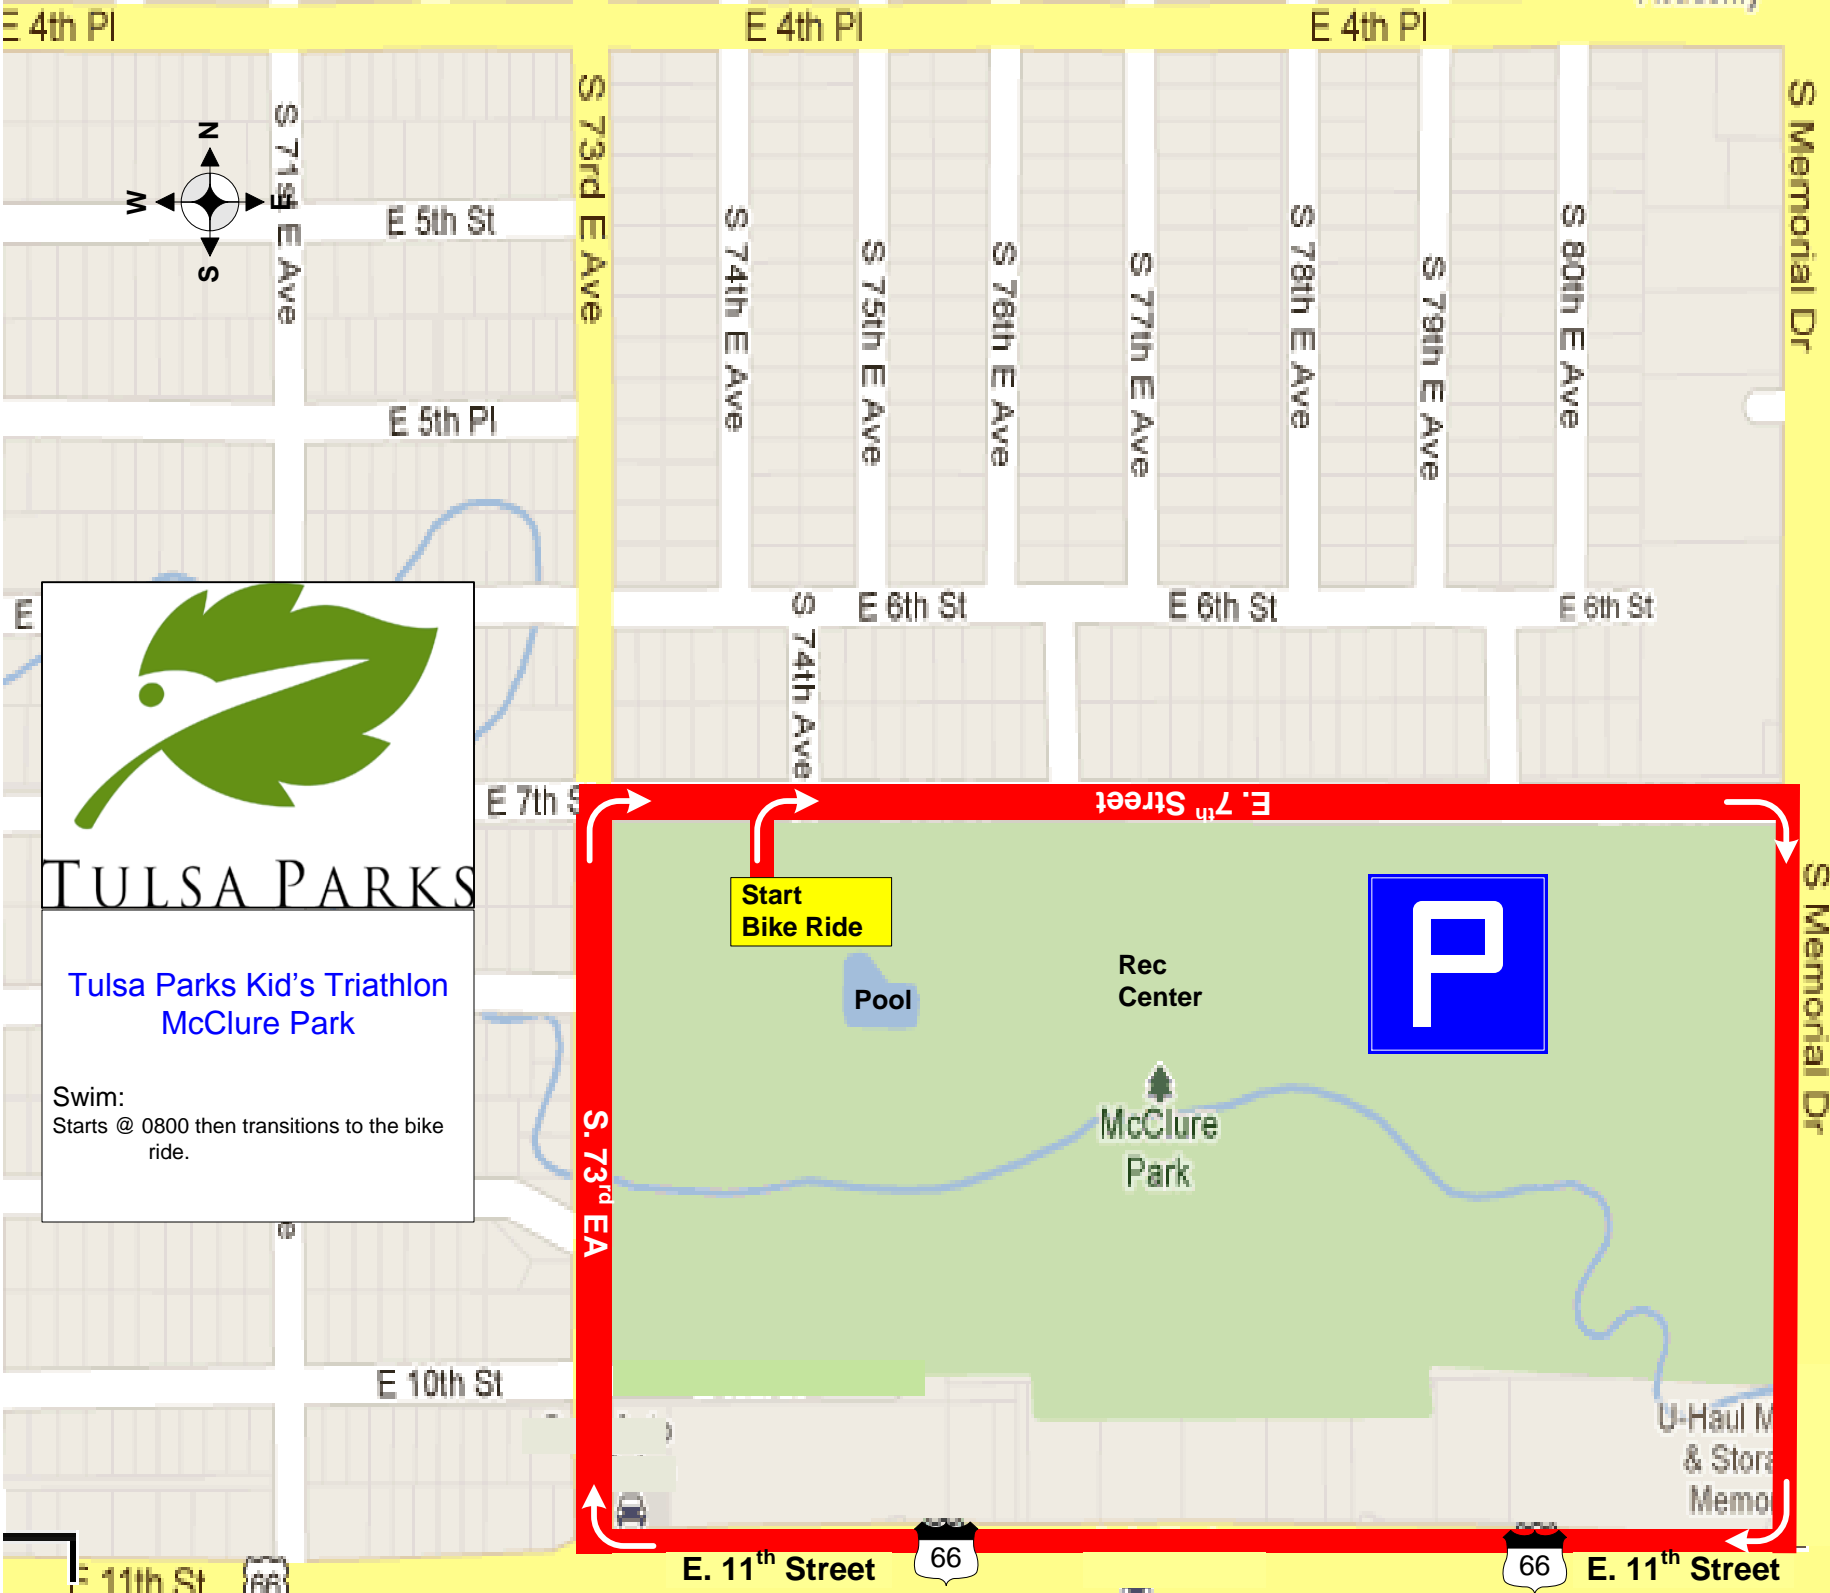 E 4th Pl
E 4th Pl
E 4th Pl
S 71st E Ave
S 73rd E Ave
S 74th E Ave
S 75th E Ave
S 76th E Ave
S 77th E Ave
S 78th E Ave
S 79th E Ave
S 80th E Ave
S Memorial Dr
N
W
E
S
E 5th St
E 5th Pl
E
E 6th St
E 6th St
E 6th St
S 74th Ave
TULSA PARKS
E 7th S
E. 7th Street
Start
Bike Ride
Pool
Rec
Center
P
McClure
Park
S Memorial Dr
Tulsa Parks Kid's Triathlon
McClure Park
Swim:
Starts @ 0800 then transitions to the bike
ride.
S. 73rd EA
E 10th St
U-Haul M
& Stora
Memo
E. 11th Street
66
66
E. 11th Street
11th St
66